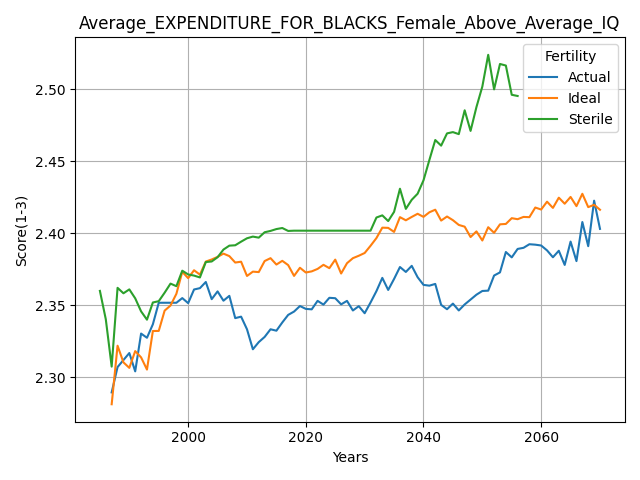 Average_EXPENDITURE_FOR_BLACKS_Female_Above_Average_IQ
Fertility
Actual
Ideal
Sterile
Score(1-3)
2.50
2.45
2.40
2.35
2.30
2000 2020 2040 2060
Years